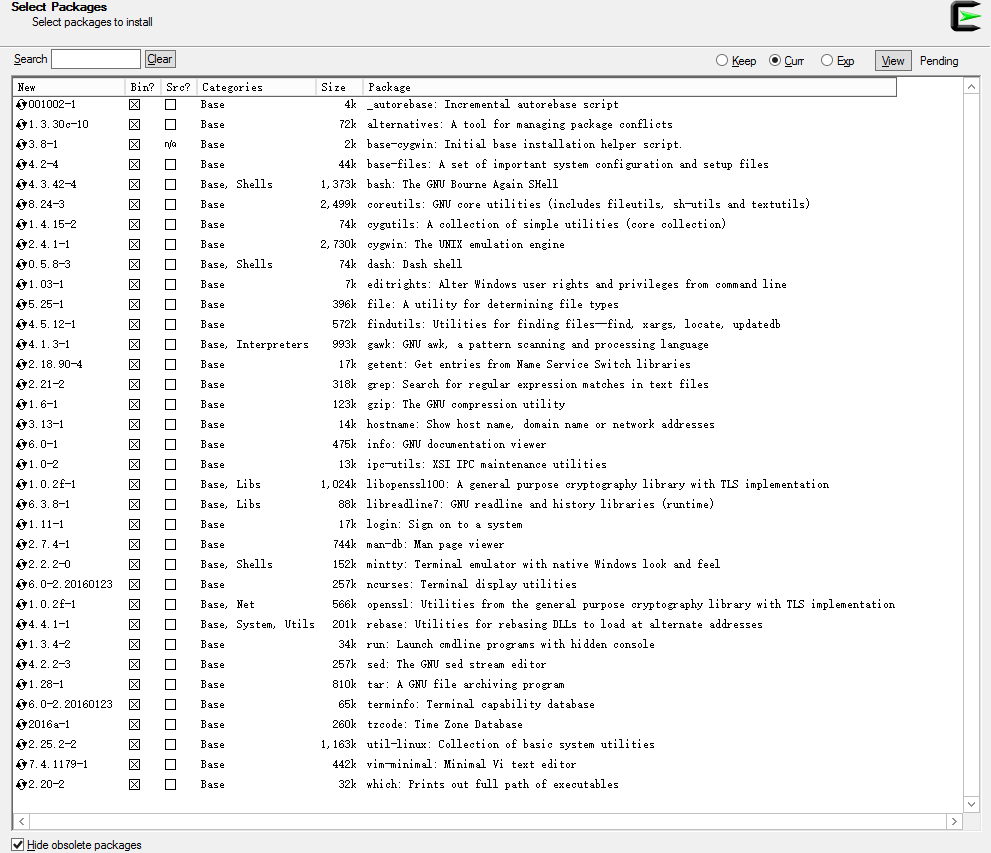 Select Packages
Select packages to install
Search Clear Keep Curr Exp View Pending
New Bin? Src? Categories Size Package
001002-1 Base 4k _autorebase: Incremental autorebase script
1.3.30c-10 Base 72k alternatives: A tool for managing package conflicts
3.8-1 n/a Base 2k base-cygwin: Initial base installation helper script.
4.2-4 Base 44k base-files: A set of important system configuration and setup files
4.3.42-4 Base, Shells 1,373k bash: The GNU Bourne Again SHell
8.24-3 Base 2,499k coreutils: GNU core utilities (includes fileutils, sh-utils and textutils)
1.4.15-2 Base 74k cygutils: A collection of simple utilities (core collection)
2.4.1-1 Base 2,730k cygwin: The UNIX emulation engine
0.5.8-3 Base, Shells 74k dash: Dash shell
1.03-1 Base 7k editrights: Alter Windows user rights and privileges from command line
5.25-1 Base 396k file: A utility for determining file types
4.5.12-1 Base 572k findutils: Utilities for finding files--find, xargs, locate, updatedb
4.1.3-1 Base, Interpreters 993k gawk: GNU awk, a pattern scanning and processing language
2.18.90-4 Base 17k getent: Get entries from Name Service Switch libraries
2.21-2 Base 318k grep: Search for regular expression matches in text files
1.6-1 Base 123k gzip: The GNU compression utility
3.13-1 Base 14k hostname: Show host name, domain name or network addresses
6.0-1 Base 475k info: GNU documentation viewer
1.0-2 Base 13k ipc-utils: XSI IPC maintenance utilities
1.0.2f-1 Base, Libs 1,024k libopenssl100: A general purpose cryptography library with TLS implementation
6.3.8-1 Base, Libs 88k libreadline7: GNU readline and history libraries (runtime)
1.11-1 Base 17k login: Sign on to a system
2.7.4-1 Base 744k man-db: Man page viewer
2.2.2-0 Base, Shells 152k mintty: Terminal emulator with native Windows look and feel
6.0-2.20160123 Base 257k ncurses: Terminal display utilities
1.0.2f-1 Base, Net 566k openssl: Utilities from the general purpose cryptography library with TLS implementation
4.4.1-1 Base, System, Utils 201k rebase: Utilities for rebasing DLLs to load at alternate addresses
1.3.4-2 Base 34k run: Launch cmdline programs with hidden console
4.2.2-3 Base 257k sed: The GNU sed stream editor
1.28-1 Base 810k tar: A GNU file archiving program
6.0-2.20160123 Base 65k terminfo: Terminal capability database
2016a-1 Base 260k tzcode: Time Zone Database
2.25.2-2 Base 1,163k util-linux: Collection of basic system utilities
7.4.1179-1 Base 442k vim-minimal: Minimal Vi text editor
2.20-2 Base 32k which: Prints out full path of executables
Hide obsolete packages